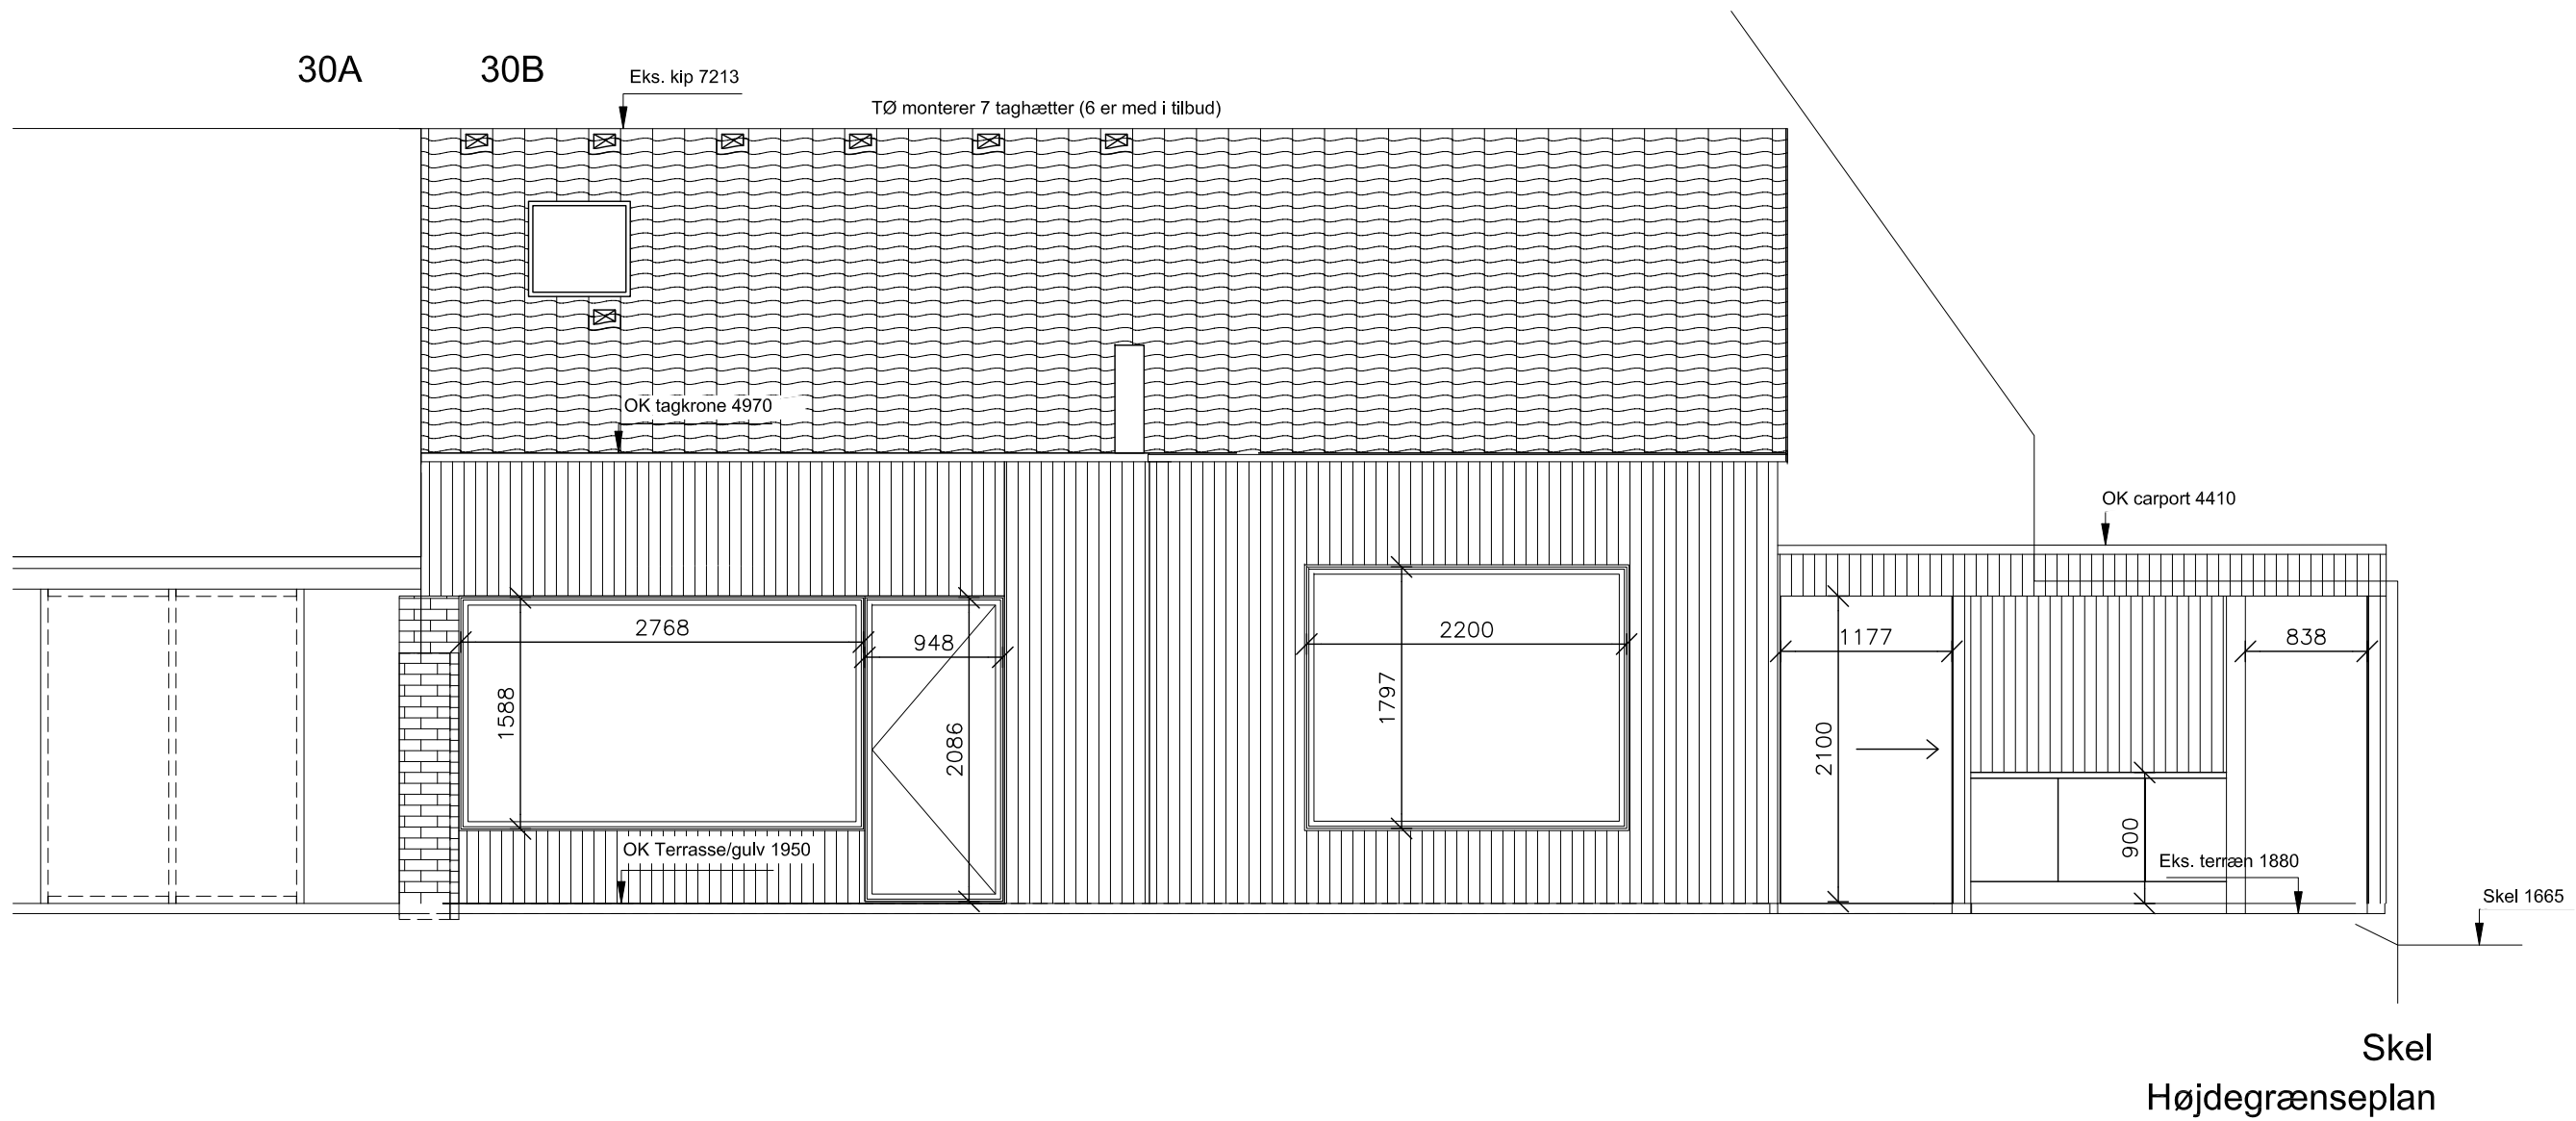 30A
30B
Eks. kip 7213
TØ monterer 7 taghætter (6 er med i tilbud)
OK tagkrone 4970
OK carport 4410
2768
948
2200
1177
838
1588
2086
1797
2100
900
OK Terrasse/gulv 1950
Eks. terræn 1880
Skel 1665
Skel
Højdegrænseplan